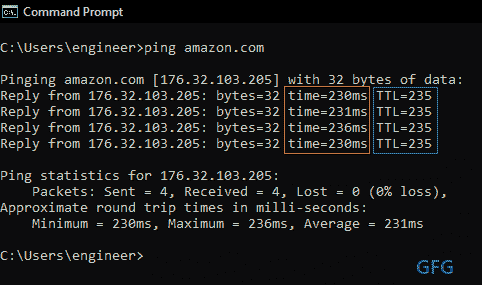 Command Prompt
C:\Users\engineer>ping amazon.com
Pinging amazon.com [176.32.103.205] with 32 bytes of data:
Reply from 176.32.103.205: bytes=32 time=230ms TTL=235
Reply from 176.32.103.205: bytes=32 time=231ms TTL=235
Reply from 176.32.103.205: bytes=32 time=236ms TTL=235
Reply from 176.32.103.205: bytes=32 time=230ms TTL=235
Ping statistics for 176.32.103.205:
Packets: Sent = 4, Received = 4, Lost = 0 (0% loss),
Approximate round trip times in milli-seconds:
Minimum = 230ms, Maximum = 236ms, Average = 231ms
C:\Users\engineer>
GFG